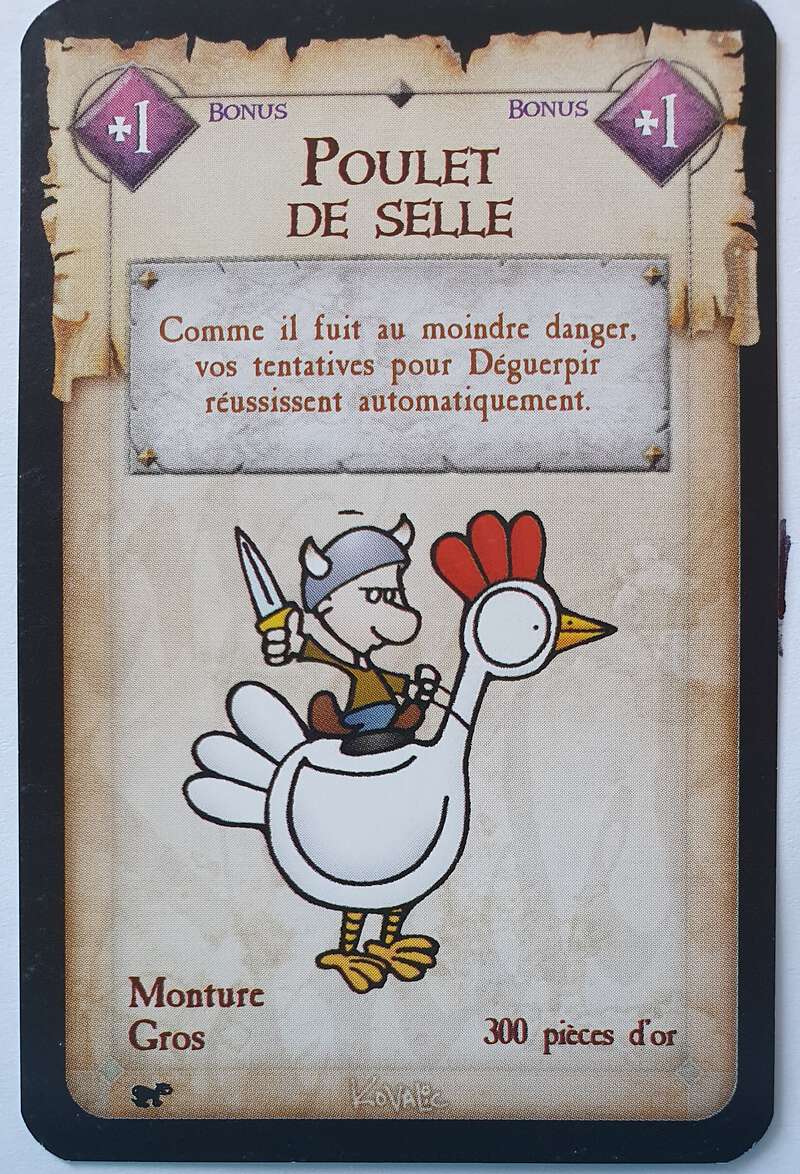 +1 BONUS BONUS +1
POULET
DE SELLE
Comme il fuit au moindre danger,
vos tentatives pour Déguerpir
réussissent automatiquement.
Monture
Gros
300 pièces d'or
KOVALIC